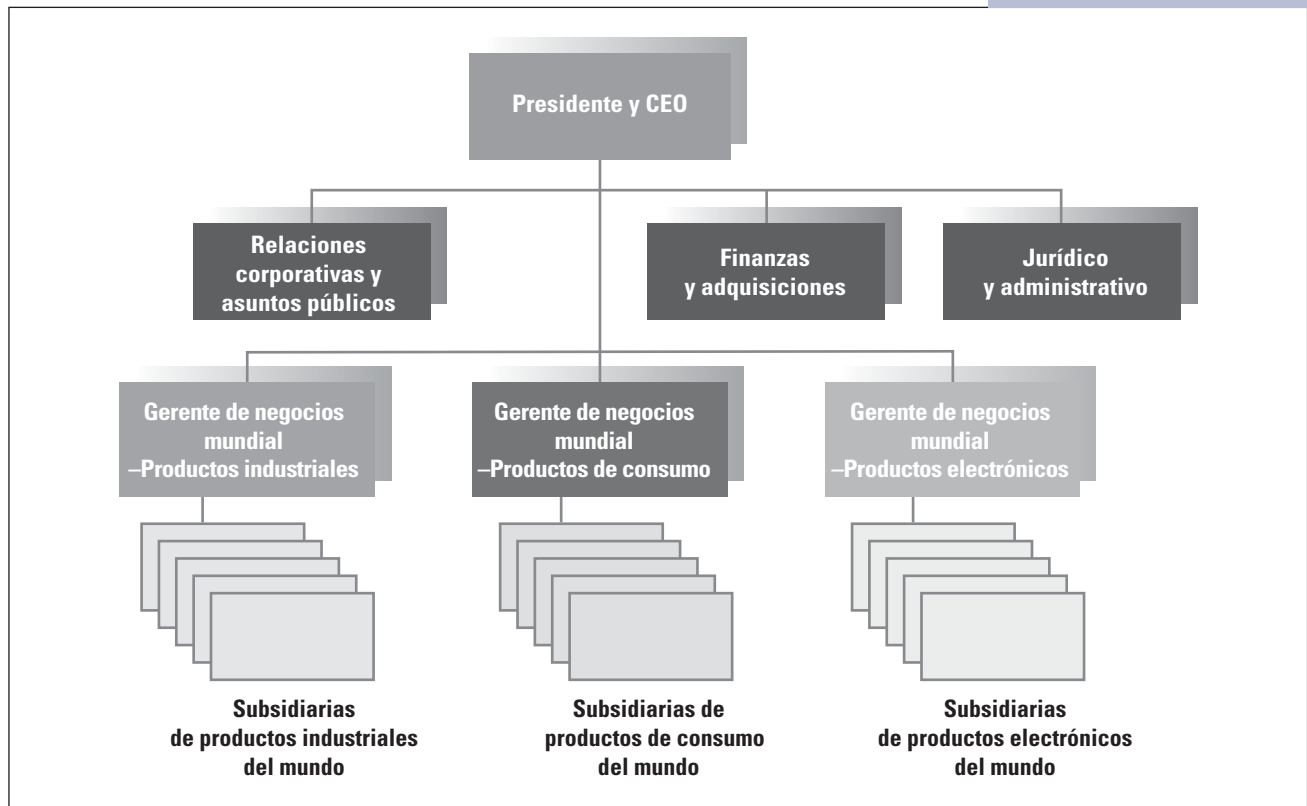 Presidente y CEO
Relaciones
corporativas y
asuntos públicos
Finanzas
y adquisiciones
Jurídico
y administrativo
Gerente de negocios
mundial
–Productos industriales
Gerente de negocios
mundial
–Productos de consumo
Gerente de negocios
mundial
–Productos electrónicos
Subsidiarias
de productos industriales
del mundo
Subsidiarias de
productos de consumo
del mundo
Subsidiarias
de productos electrónicos
del mundo